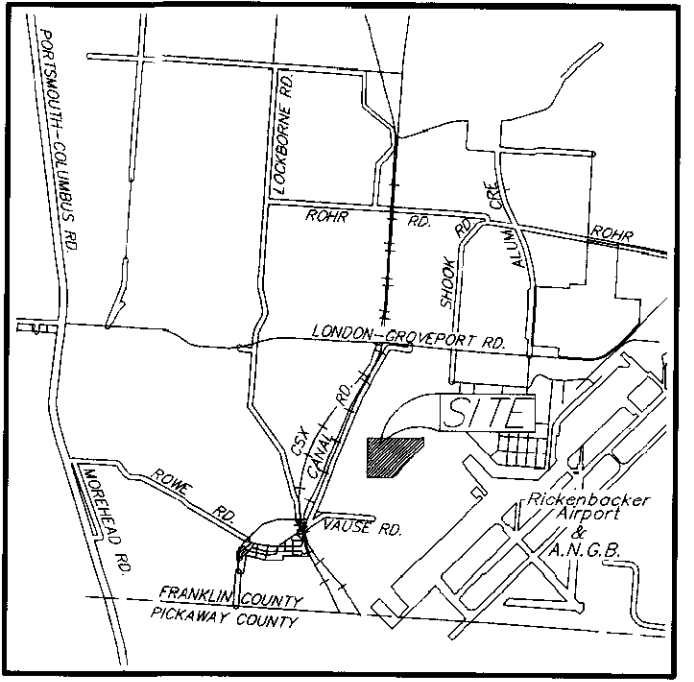 PORTSMOUTH-COLUMBUS RD.
LOCKBORNE RD.
ROHR RD.
SHOOK RD.
ALUM CRE
ROHR
LONDON-GROVEPORT RD.
CSX
CANAL RD.
SITE
MOREHEAD RD.
ROWE RD.
VAUSE RD.
Rickenbacker
Airport
&
A.N.G.B.
FRANKLIN COUNTY
PICKAWAY COUNTY